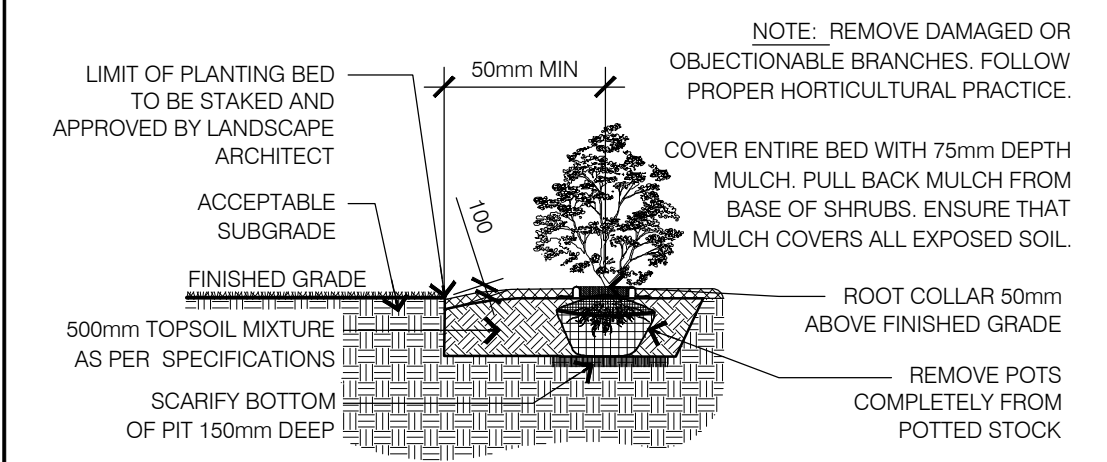 NOTE: REMOVE DAMAGED OR
OBJECTIONABLE BRANCHES. FOLLOW
PROPER HORTICULTURAL PRACTICE.
50mm MIN
LIMIT OF PLANTING BED
TO BE STAKED AND
APPROVED BY LANDSCAPE
ARCHITECT
COVER ENTIRE BED WITH 75mm DEPTH
MULCH. PULL BACK MULCH FROM
BASE OF SHRUBS. ENSURE THAT
MULCH COVERS ALL EXPOSED SOIL.
ACCEPTABLE
SUBGRADE
100
FINISHED GRADE
ROOT COLLAR 50mm
ABOVE FINISHED GRADE
500mm TOPSOIL MIXTURE
AS PER SPECIFICATIONS
REMOVE POTS
COMPLETELY FROM
POTTED STOCK
SCARIFY BOTTOM
OF PIT 150mm DEEP